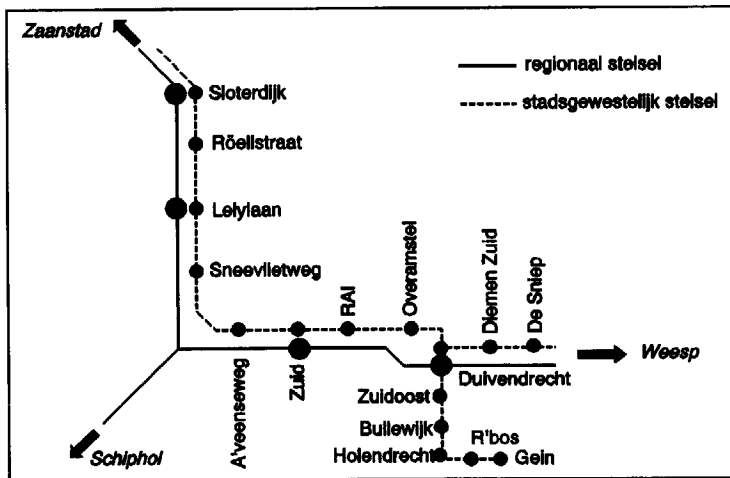 Zaanstad
regionaal stelsel
stadsgewestelijk stelsel
Sloterdijk
Röellstraat
Lelylaan
Sneevlietweg
A'veenseweg
Zuid
RAI
Overamstel
Diemen Zuid
De Sniep
Weesp
Duivendrecht
Zuidoost
Bullewijk
Holendrecht
R'bos
Gein
Schiphol